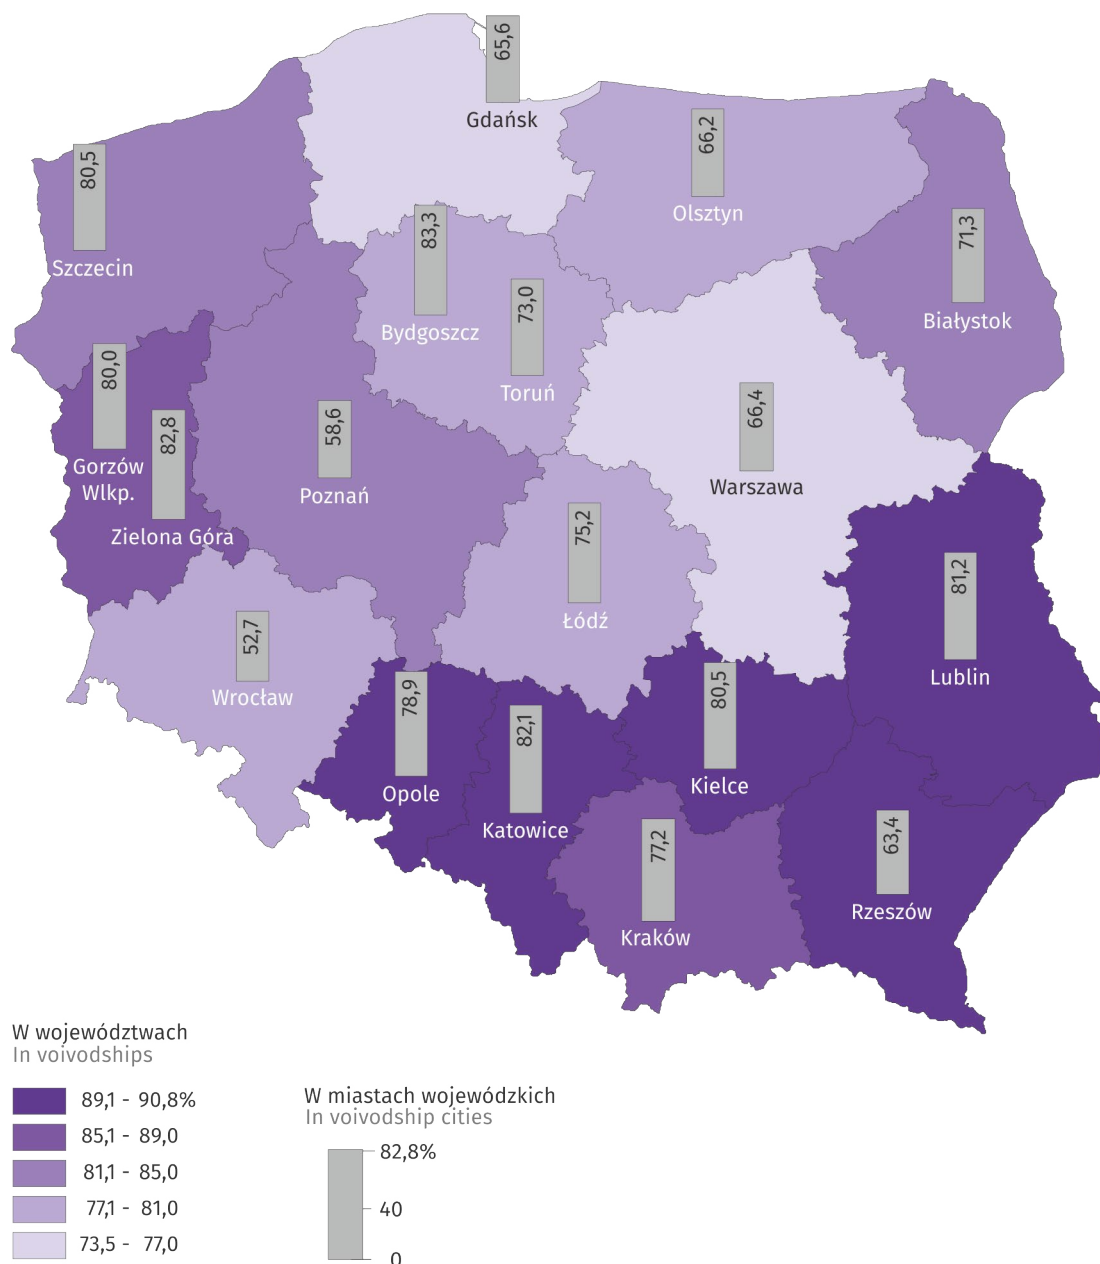 65,6
Gdańsk
66,2
Olsztyn
80,5
Szczecin
83,3
Bydgoszcz
71,3
Białystok
73,0
Toruń
80,0
Gorzów
Wlkp.
82,8
Zielona Góra
58,6
Poznań
66,4
Warszawa
75,2
Łódź
81,2
Lublin
52,7
Wrocław
78,9
Opole
82,1
Katowice
80,5
Kielce
77,2
Kraków
63,4
Rzeszów
W województwach
In voivodships
89,1 - 90,8%
85,1 - 89,0
81,1 - 85,0
77,1 - 81,0
73,5 - 77,0
W miastach wojewódzkich
In voivodship cities
82,8%
40
0